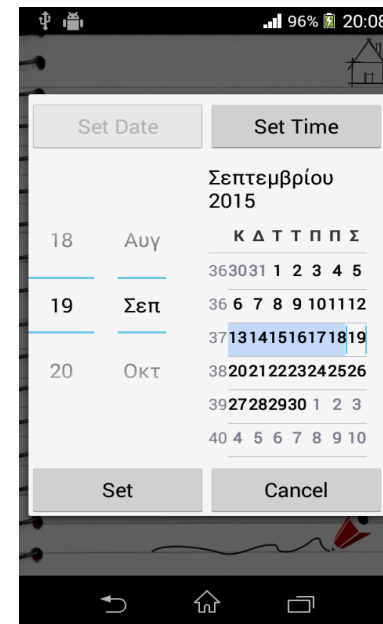 96% 20:08
Set Date Set Time
Σεπτεμβρίου
2015
Κ Δ Τ Τ Π Π Σ
18 Αυγ
36 30 31 1 2 3 4 5
19 Σεπ
36 6 7 8 9 10 11 12
37 13 14 15 16 17 18 19
20 Οκτ
38 20 21 22 23 24 25 26
39 27 28 29 30 1 2 3
40 4 5 6 7 8 9 10
Set Cancel